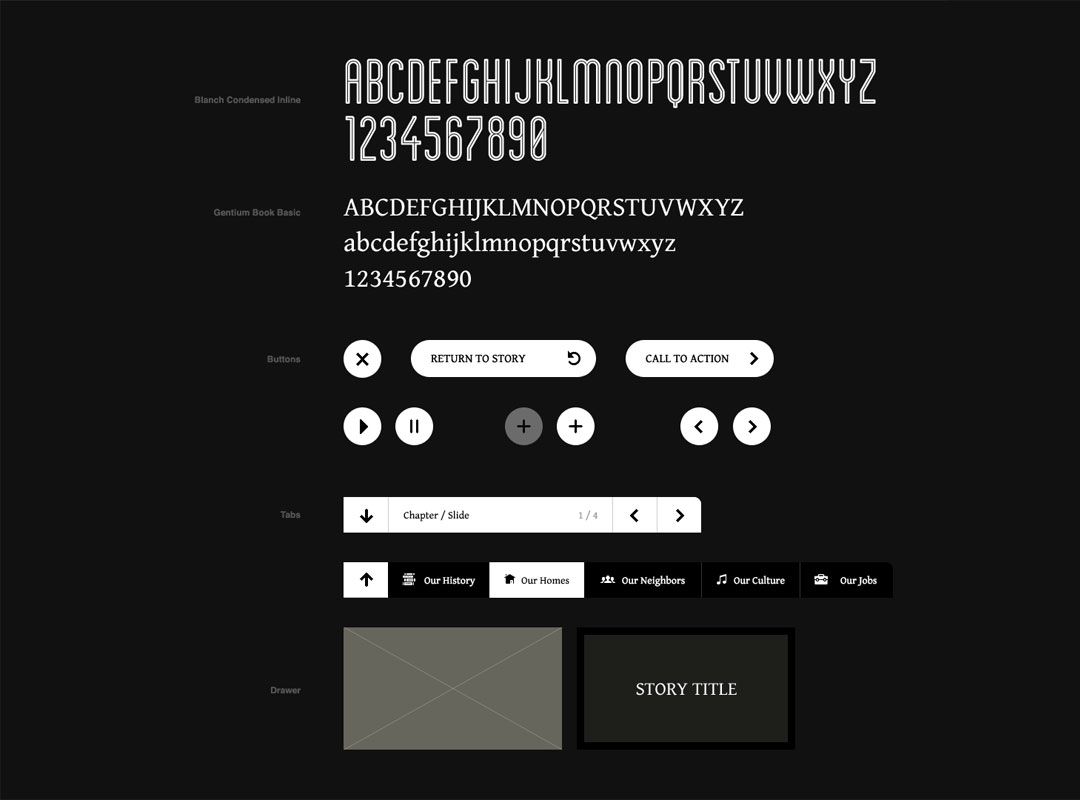 Blanch Condensed Inline
ABCDEFGHIJKLMNOPQRSTUVWXYZ
1234567890
Gentium Book Basic
ABCDEFGHIJKLMNOPQRSTUVWXYZ
abcdefghijklmnopqrstuvwxyz
1234567890
Buttons
RETURN TO STORY
CALL TO ACTION
Tabs
Chapter / Slide 1 / 4
Our History Our Homes Our Neighbors Our Culture Our Jobs
Drawer
STORY TITLE